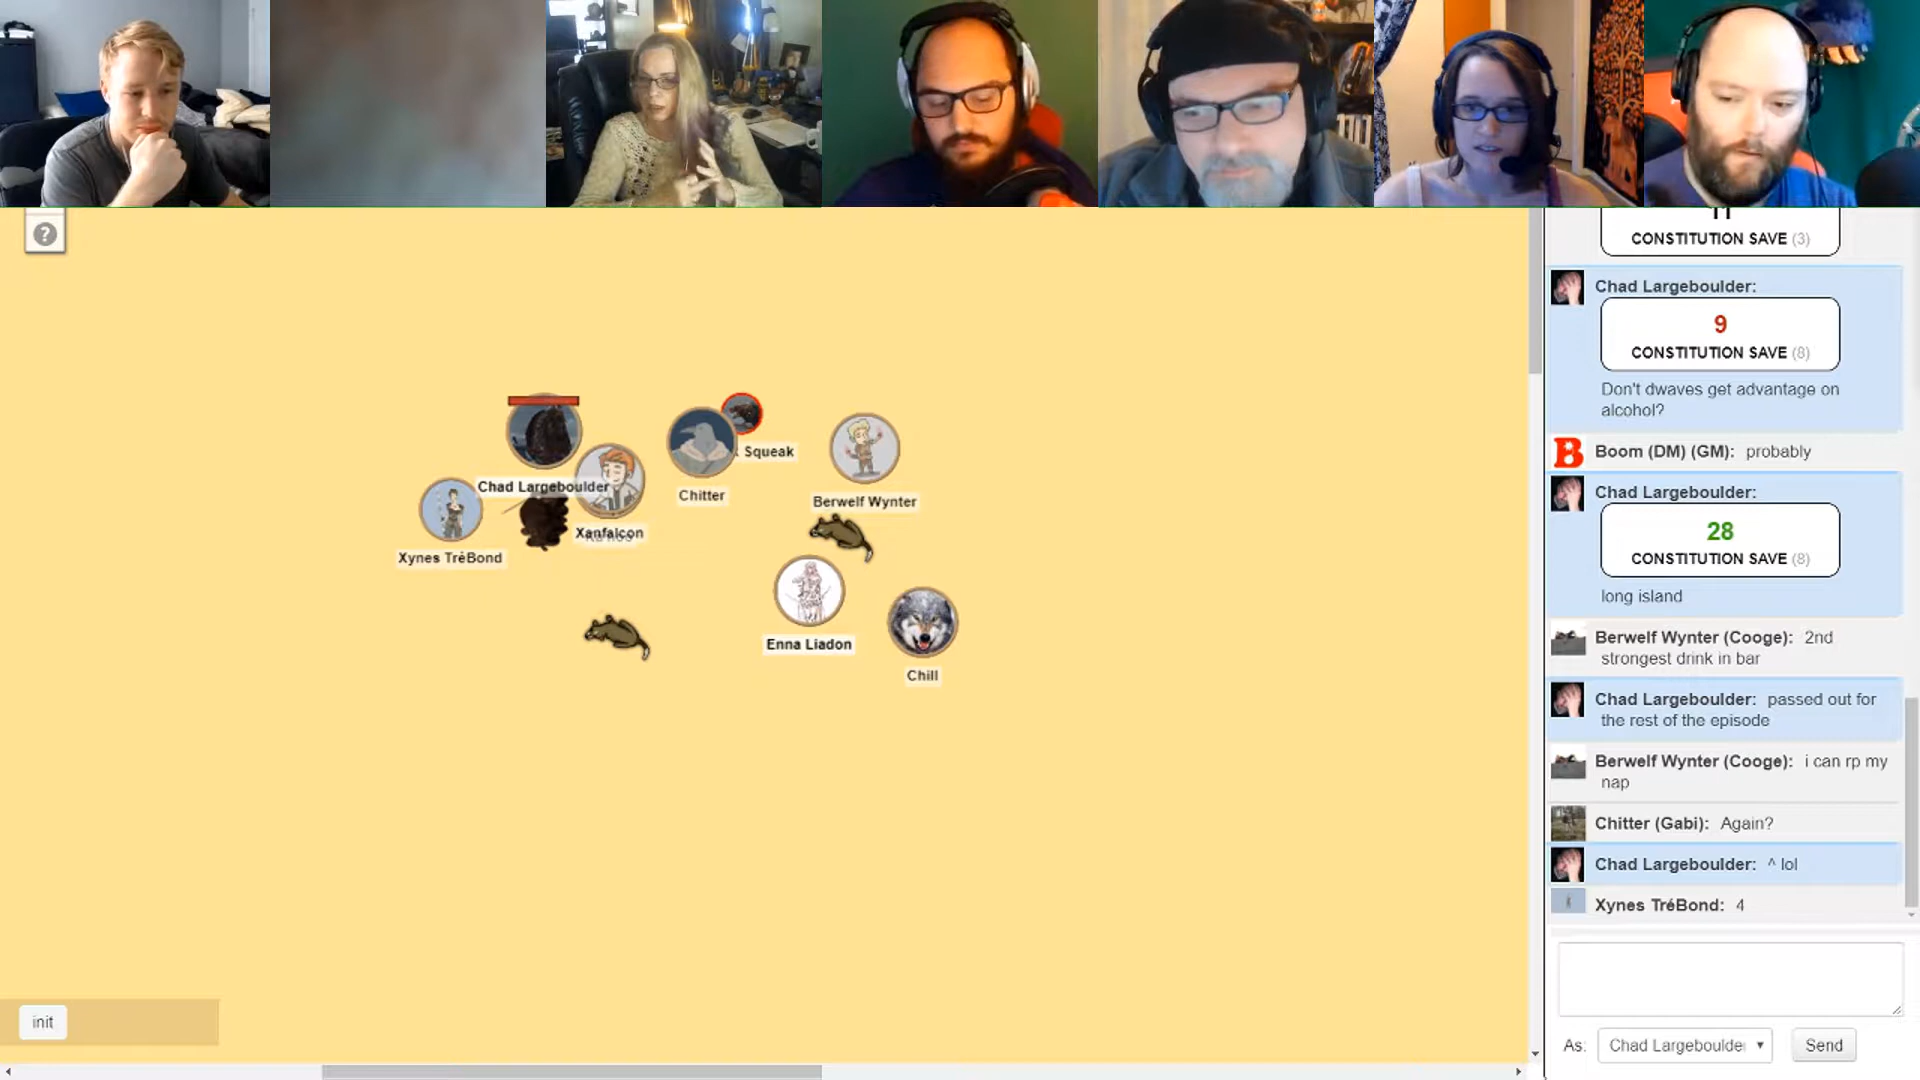 ?
Squeak
Chad Largeboulder
Chitter
Berwelf Wynter
Xanfalcon
Xynes TréBond
Enna Liadon
Chill
init
11
CONSTITUTION SAVE (3)
Chad Largeboulder:
9
CONSTITUTION SAVE (8)
Don't dwaves get advantage on
alcohol?
B Boom (DM) (GM): probably
Chad Largeboulder:
28
CONSTITUTION SAVE (8)
long island
Berwelf Wynter (Cooge): 2nd
strongest drink in bar
Chad Largeboulder: passed out for
the rest of the episode
Berwelf Wynter (Cooge): i can rp my
nap
Chitter (Gabi): Again?
Chad Largeboulder: ^ lol
Xynes TréBond: 4
As: Chad Largeboulde Send